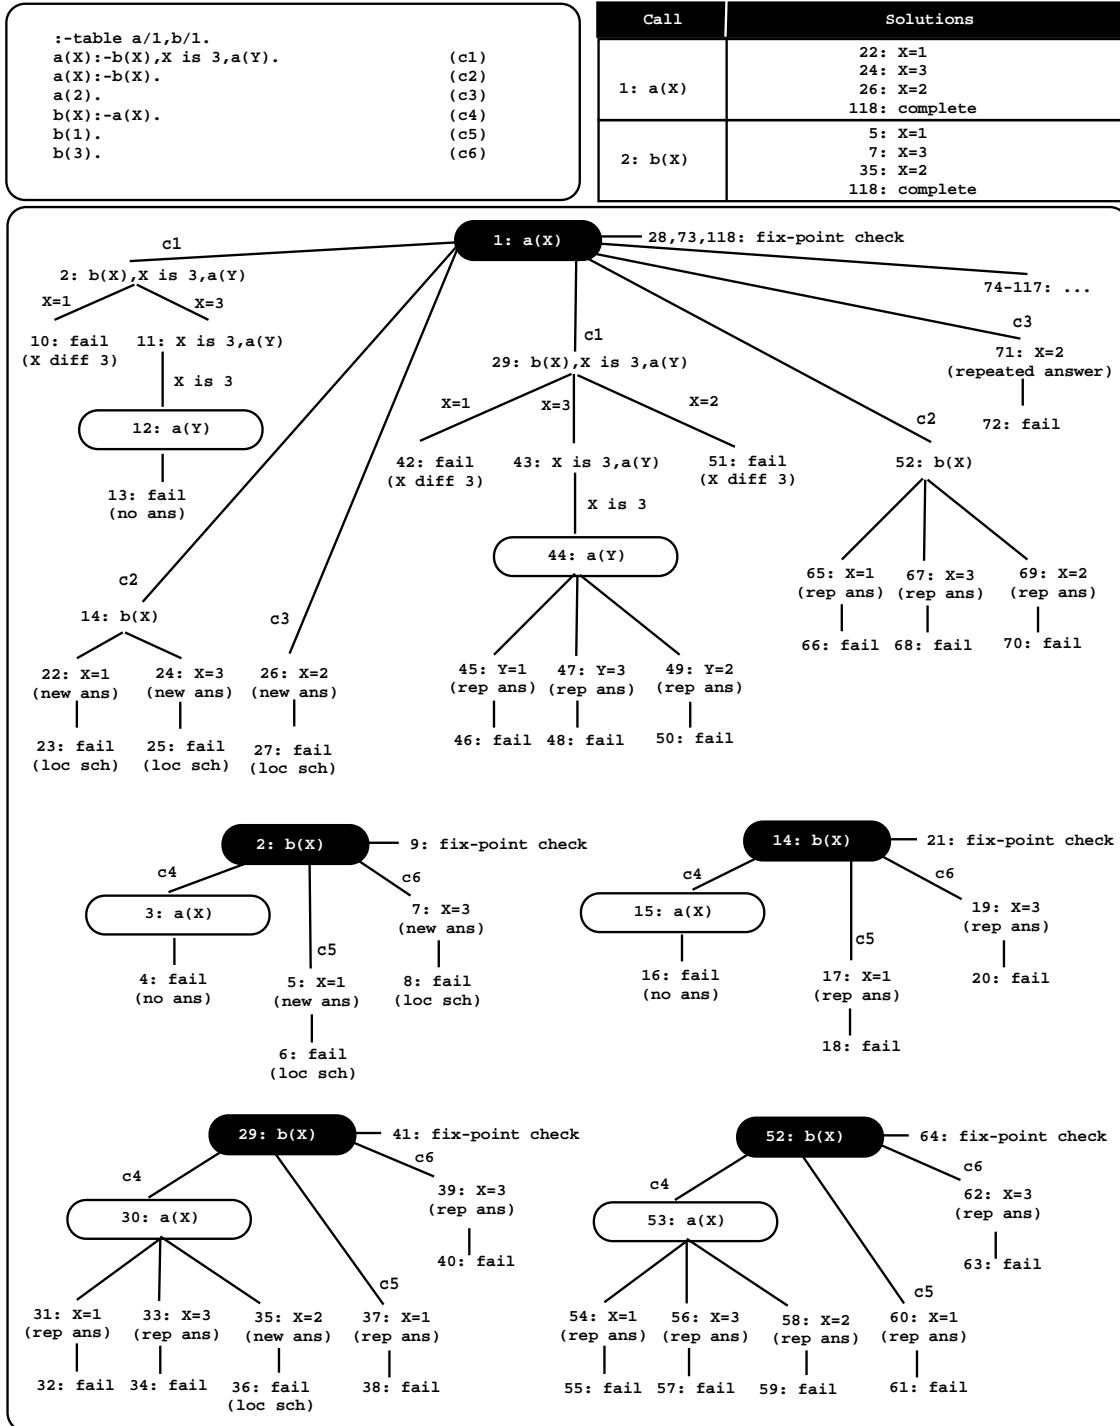 :-table a/1,b/1.
a(X):-b(X),X is 3,a(Y). (c1)
a(X):-b(X). (c2)
a(2). (c3)
b(X):-a(X). (c4)
b(1). (c5)
b(3). (c6)
Call Solutions
1: a(X)
22: X=1
24: X=3
26: X=2
118: complete
2: b(X)
5: X=1
7: X=3
35: X=2
118: complete
1: a(X)
28,73,118: fix-point check
c1
2: b(X),X is 3,a(Y)
X=1 X=3
10: fail
(X diff 3)
11: X is 3,a(Y)
X is 3
12: a(Y)
13: fail
(no ans)
c2
14: b(X)
22: X=1
(new ans)
23: fail
(loc sch)
24: X=3
(new ans)
25: fail
(loc sch)
c3
26: X=2
(new ans)
27: fail
(loc sch)
c1
29: b(X),X is 3,a(Y)
X=1 X=3 X=2
42: fail
(X diff 3)
43: X is 3,a(Y)
51: fail
(X diff 3)
X is 3
44: a(Y)
45: Y=1
(rep ans)
46: fail
47: Y=3
(rep ans)
48: fail
49: Y=2
(rep ans)
50: fail
c2
52: b(X)
65: X=1
(rep ans)
66: fail
67: X=3
(rep ans)
68: fail
69: X=2
(rep ans)
70: fail
c3
71: X=2
(repeated answer)
72: fail
74-117: ...
2: b(X)
9: fix-point check
c4
3: a(X)
4: fail
(no ans)
c5
5: X=1
(new ans)
6: fail
(loc sch)
c6
7: X=3
(new ans)
8: fail
(loc sch)
14: b(X)
21: fix-point check
c4
15: a(X)
16: fail
(no ans)
c5
17: X=1
(rep ans)
18: fail
c6
19: X=3
(rep ans)
20: fail
29: b(X)
41: fix-point check
c4
30: a(X)
31: X=1
(rep ans)
32: fail
33: X=3
(rep ans)
34: fail
35: X=2
(new ans)
36: fail
(loc sch)
c5
37: X=1
(rep ans)
38: fail
c6
39: X=3
(rep ans)
40: fail
52: b(X)
64: fix-point check
c4
53: a(X)
54: X=1
(rep ans)
55: fail
56: X=3
(rep ans)
57: fail
58: X=2
(rep ans)
59: fail
c5
60: X=1
(rep ans)
61: fail
c6
62: X=3
(rep ans)
63: fail